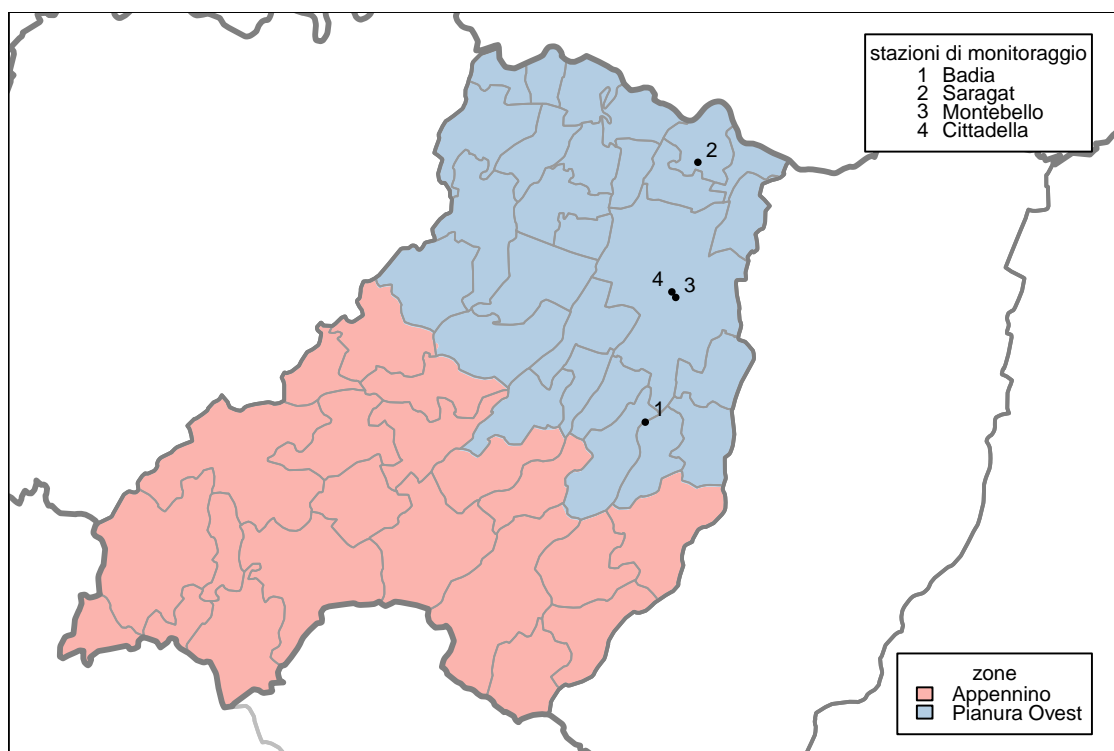 stazioni di monitoraggio
1 Badia
2 Saragat
3 Montebello
4 Cittadella
2
4
3
1
zone
Appennino
Pianura Ovest